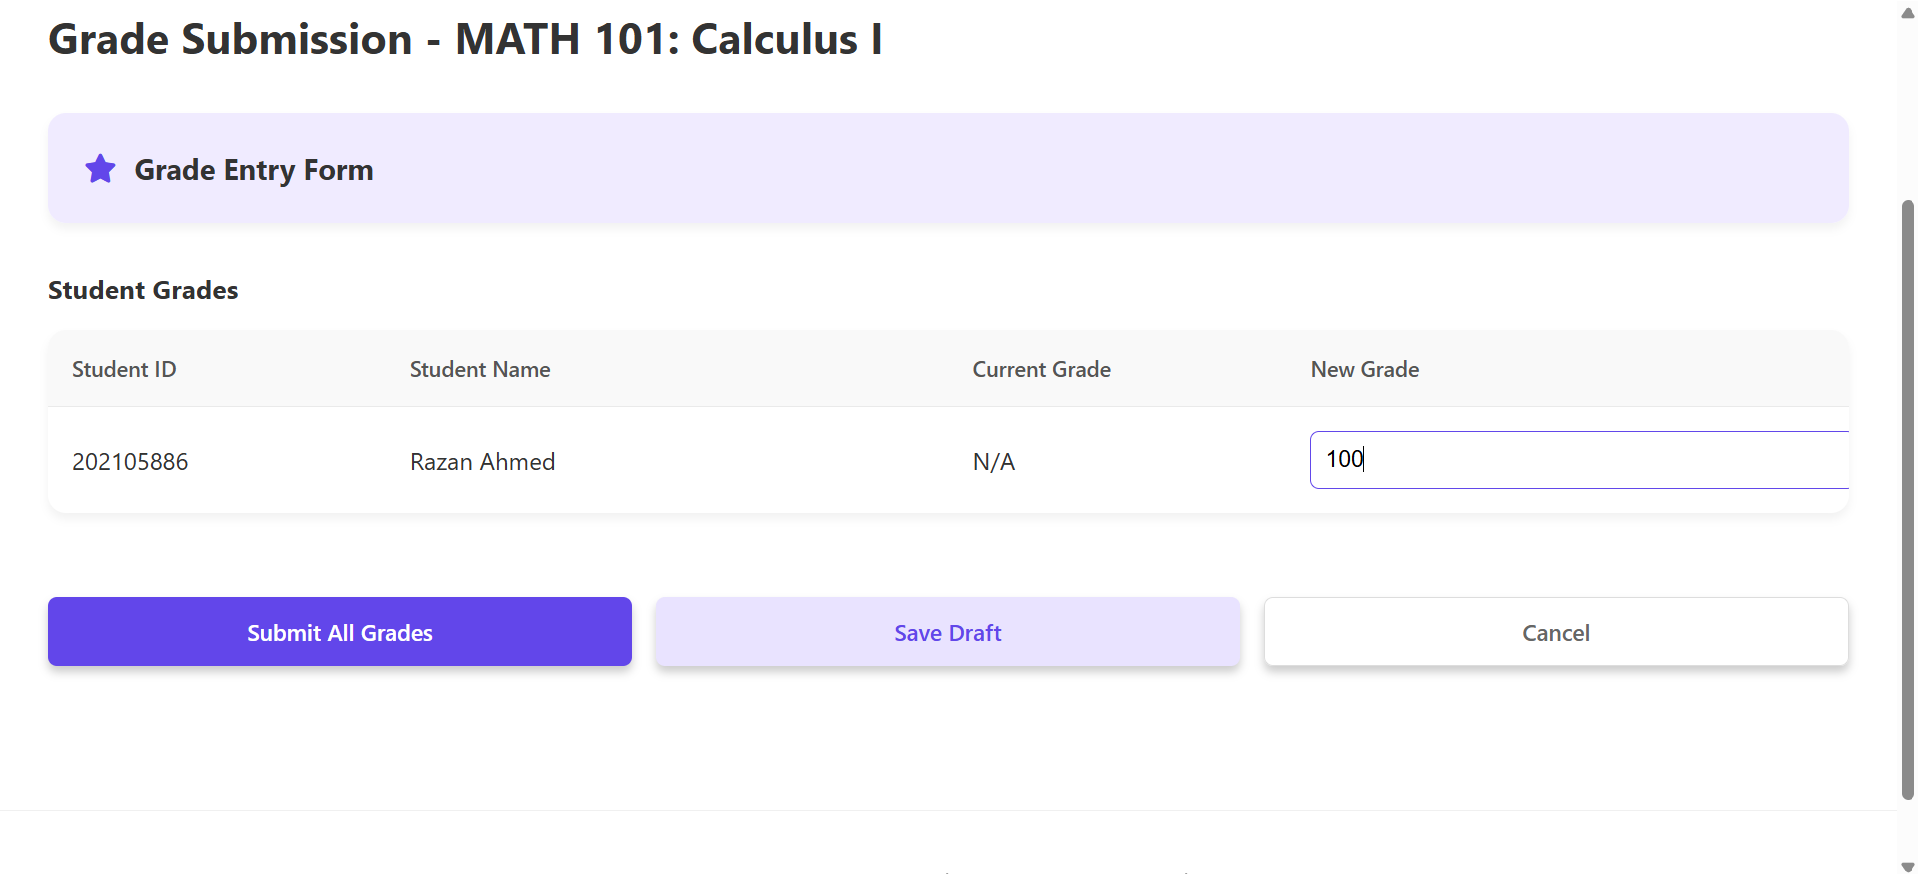 Grade Submission - MATH 101: Calculus I
Grade Entry Form
Student Grades
Student ID Student Name Current Grade New Grade
202105886 Razan Ahmed N/A 100
Submit All Grades Save Draft Cancel